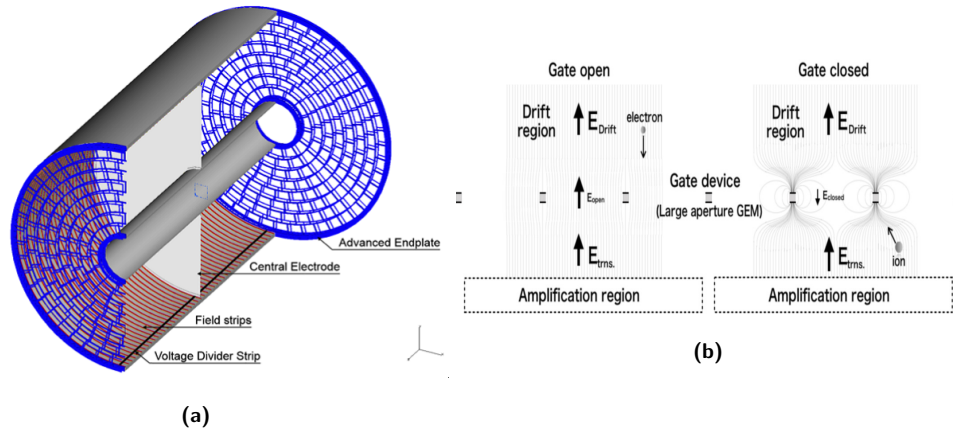 Advanced Endplate
Central Electrode
Field strips
Voltage Divider Strip
(a)
Gate open
Gate closed
Drift
region
E Drift
electron
Drift
region
E Drift
E open
Gate device
(Large aperture GEM)
E closed
E trns.
E trns.
ion
Amplification region
Amplification region
(b)